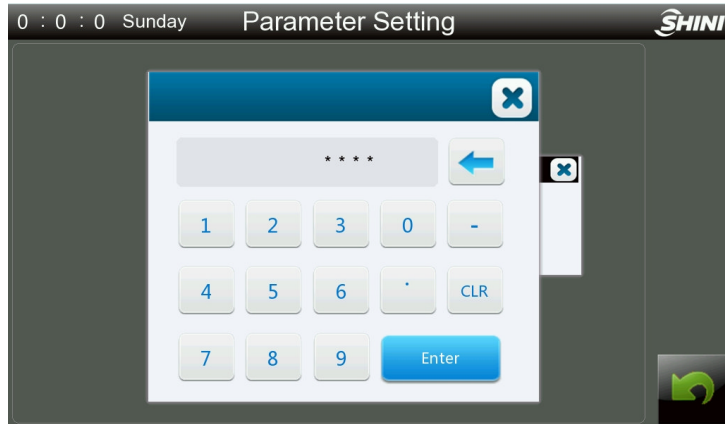 0 : 0 : 0 Sunday Parameter Setting SHINI
* * * *
1 2 3 0 -
4 5 6 . CLR
7 8 9 Enter